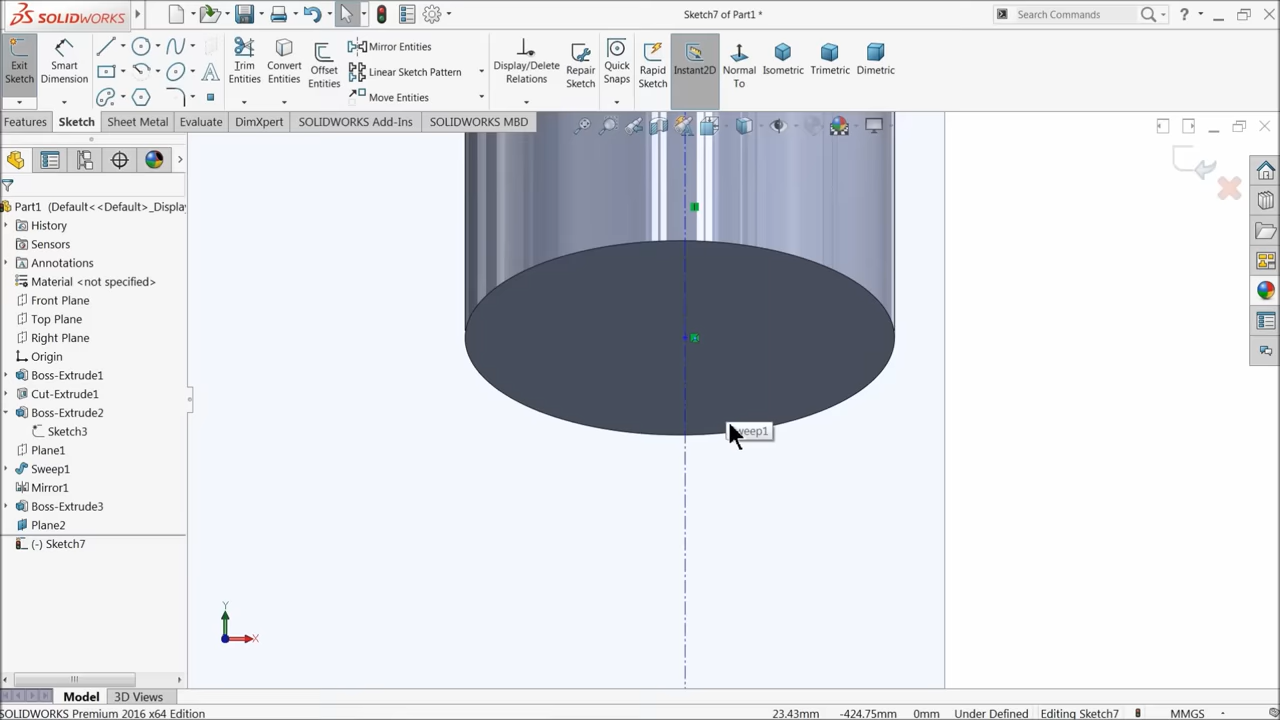 SOLIDWORKS
Sketch7 of Part1 *
Search Commands
?
Exit Sketch
Smart Dimension
Trim Entities
Convert Entities
Offset Entities
Mirror Entities
Linear Sketch Pattern
Move Entities
Display/Delete Relations
Repair Sketch
Quick Snaps
Rapid Sketch
Instant2D
Normal To
Isometric
Trimetric
Dimetric
Features
Sketch
Sheet Metal
Evaluate
DimXpert
SOLIDWORKS Add-Ins
SOLIDWORKS MBD
Part1 (Default<<Default>_Display
History
Sensors
Annotations
Material <not specified>
Front Plane
Top Plane
Right Plane
Origin
Boss-Extrude1
Cut-Extrude1
Boss-Extrude2
Sketch3
Plane1
Sweep1
Mirror1
Boss-Extrude3
Plane2
(-) Sketch7
Y
X
Model
3D Views
SOLIDWORKS Premium 2016 x64 Edition
23.43mm
-424.75mm
0mm
Under Defined
Editing Sketch7
MMGS